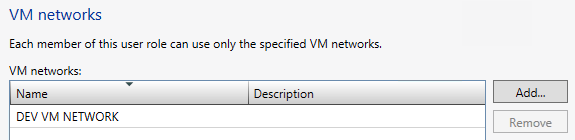 VM networks
Each member of this user role can use only the specified VM networks.
VM networks:
Name Description Add...
DEV VM NETWORK Remove